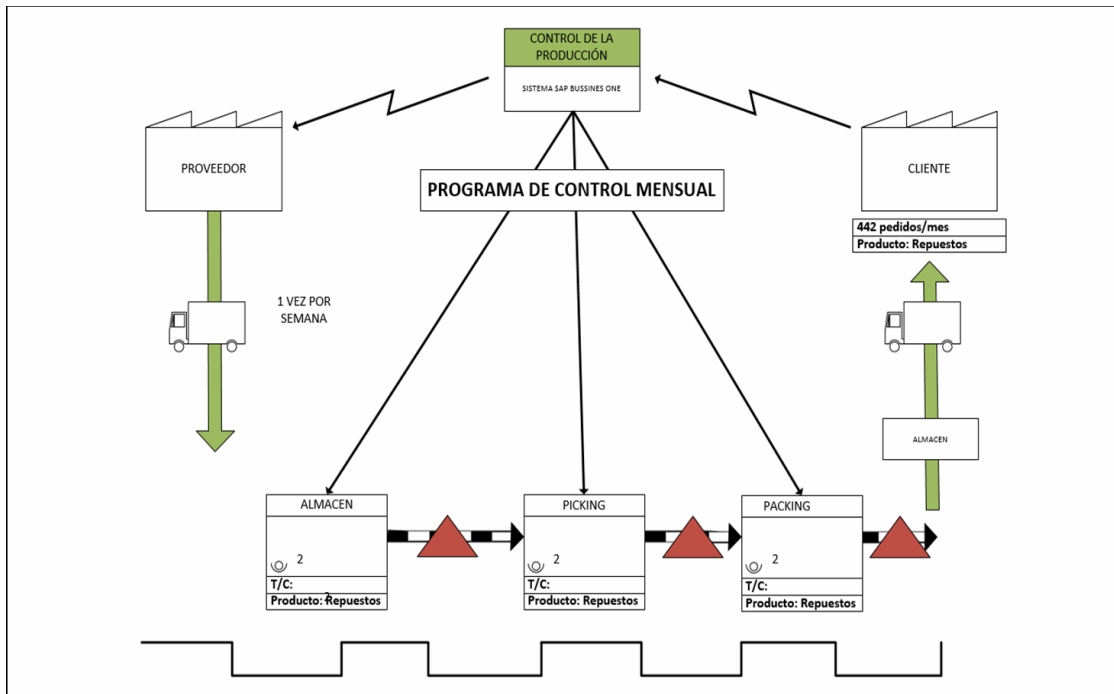 CONTROL DE LA
PRODUCCIÓN
SISTEMA SAP BUSSINES ONE
PROVEEDOR
CLIENTE
PROGRAMA DE CONTROL MENSUAL
442 pedidos/mes
Producto: Repuestos
1 VEZ POR
SEMANA
ALMACEN
ALMACEN
2
T/C:
2
Producto: Repuestos
PICKING
2
T/C:
Producto: Repuestos
PACKING
2
T/C:
Producto: Repuestos